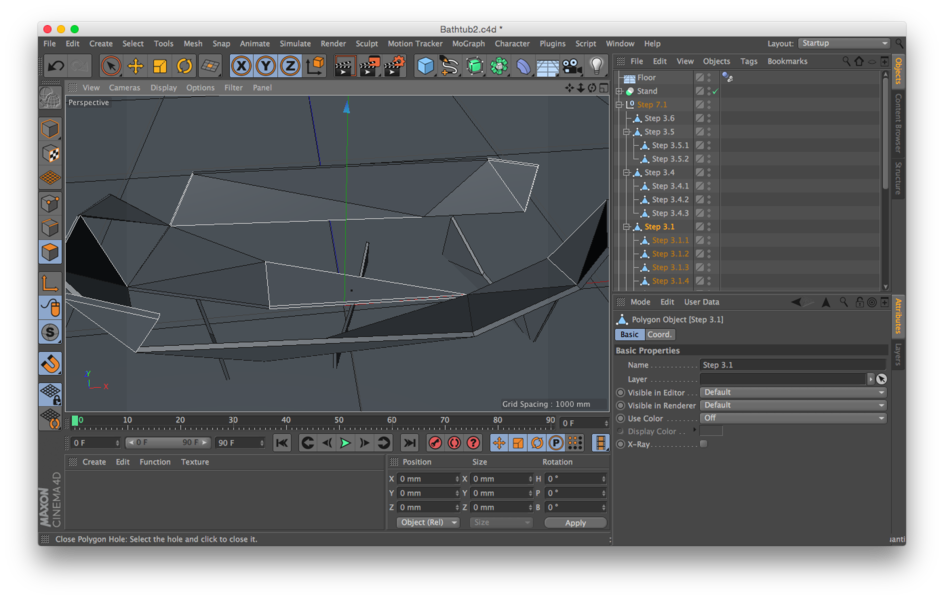 Bathtub2.c4d *
File Edit Create Select Tools Mesh Snap Animate Simulate Render Sculpt Motion Tracker MoGraph Character Plugins Script Window Help Layout: Startup
File Edit View Objects Tags Bookmarks
View Cameras Display Options Filter Panel
Perspective
Floor
Stand
Step 7.1
Step 3.6
Step 3.5
Step 3.5.1
Step 3.5.2
Step 3.4
Step 3.4.1
Step 3.4.2
Step 3.4.3
Step 3.1
Step 3.1.1
Step 3.1.2
Step 3.1.3
Step 3.1.4
Objects
Content Browser
Structure
Mode Edit User Data
Polygon Object [Step 3.1]
Basic Coord.
Basic Properties
Name Step 3.1
Layer
Visible in Editor Default
Visible in Renderer Default
Use Color Off
Display Color
X-Ray
Attributes
Layers
Y
X
Grid Spacing : 1000 mm
0 10 20 30 40 50 60 70 80 90 0 F
0 F 0 F 90 F 90 F
Create Edit Function Texture
Position Size Rotation
X 0 mm X 0 mm H 0 °
Y 0 mm Y 0 mm P 0 °
Z 0 mm Z 0 mm B 0 °
Object (Rel) Size Apply
MAXON
CINEMA 4D
Close Polygon Hole: Select the hole and click to close it.